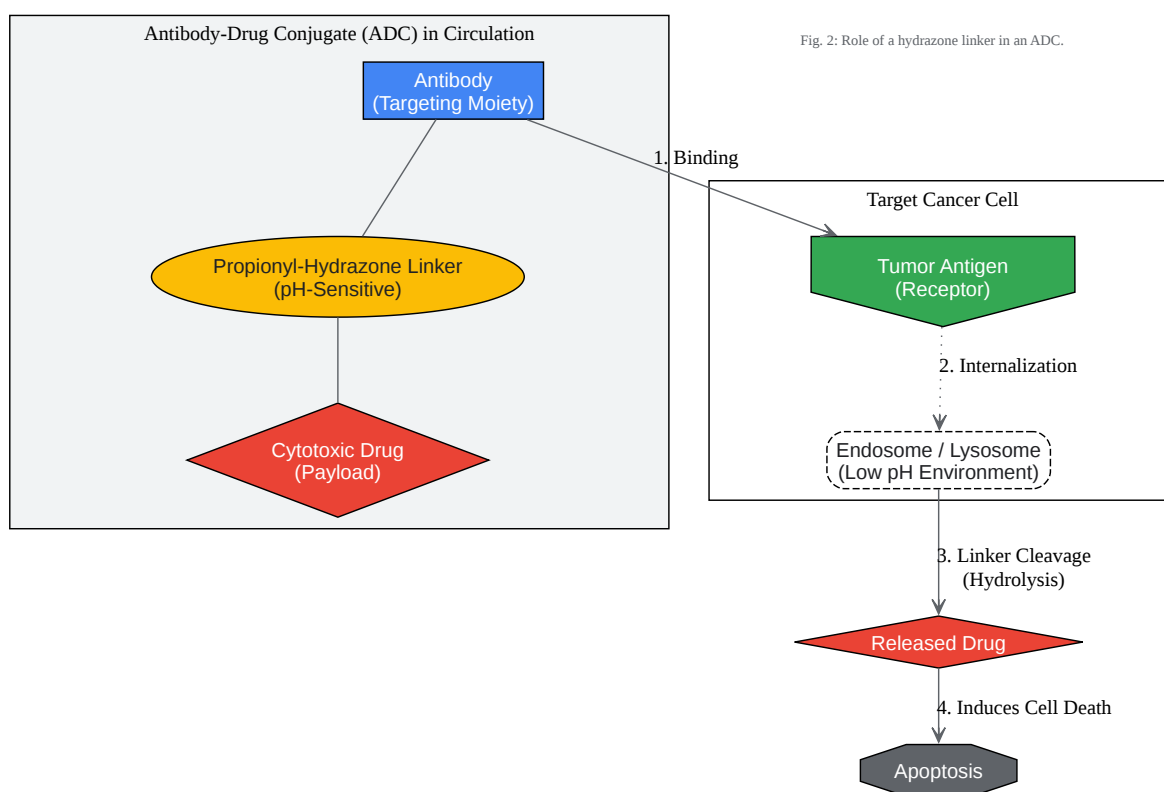 Antibody-Drug Conjugate (ADC) in Circulation
Fig. 2: Role of a hydrazone linker in an ADC.
Antibody
(Targeting Moiety)
1. Binding
Target Cancer Cell
Propionyl-Hydrazone Linker
(pH-Sensitive)
Tumor Antigen
(Receptor)
2. Internalization
Cytotoxic Drug
(Payload)
Endosome / Lysosome
(Low pH Environment)
3. Linker Cleavage
(Hydrolysis)
Released Drug
4. Induces Cell Death
Apoptosis